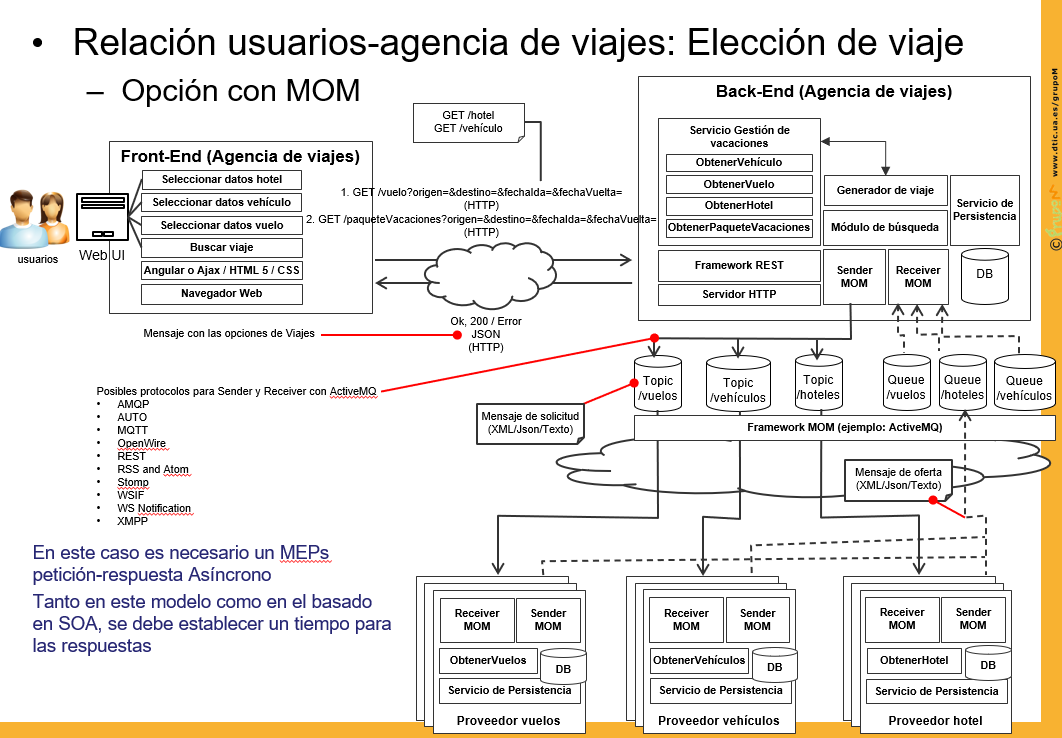 • Relación usuarios-agencia de viajes: Elección de viaje
– Opción con MOM
GET /hotel
GET /vehículo
Back-End (Agencia de viajes)
Servicio Gestión de
vacaciones
ObtenerVehículo
ObtenerVuelo
ObtenerHotel
ObtenerPaqueteVacaciones
Framework REST
Servidor HTTP
Generador de viaje
Módulo de búsqueda
Servicio de
Persistencia
Sender
MOM
Receiver
MOM
DB
Front-End (Agencia de viajes)
Seleccionar datos hotel
Seleccionar datos vehículo
Seleccionar datos vuelo
Buscar viaje
Angular o Ajax / HTML 5 / CSS
Navegador Web
usuarios
Web UI
1. GET /vuelo?origen=&destino=&fechaIda=&fechaVuelta=
(HTTP)
2. GET /paqueteVacaciones?origen=&destino=&fechaIda=&fechaVuelta=
(HTTP)
Ok, 200 / Error
JSON
(HTTP)
Mensaje con las opciones de Viajes
Posibles protocolos para Sender y Receiver con ActiveMQ
• AMQP
• AUTO
• MQTT
• OpenWire
• REST
• RSS and Atom
• Stomp
• WSIF
• WS Notification
• XMPP
Topic
/vuelos
Topic
/vehículos
Topic
/hoteles
Queue
/vuelos
Queue
/hoteles
Queue
/vehículos
Mensaje de solicitud
(XML/Json/Texto)
Framework MOM (ejemplo: ActiveMQ)
Mensaje de oferta
(XML/Json/Texto)
En este caso es necesario un MEPs
petición-respuesta Asíncrono
Tanto en este modelo como en el basado
en SOA, se debe establecer un tiempo para
las respuestas
Receiver
MOM
Sender
MOM
ObtenerVuelos
DB
Servicio de Persistencia
Proveedor vuelos
Receiver
MOM
Sender
MOM
ObtenerVehículos
DB
Servicio de Persistencia
Proveedor vehículos
Receiver
MOM
Sender
MOM
ObtenerHotel
DB
Servicio de Persistencia
Proveedor hotel
© grupoM www.dtic.ua.es/grupoM